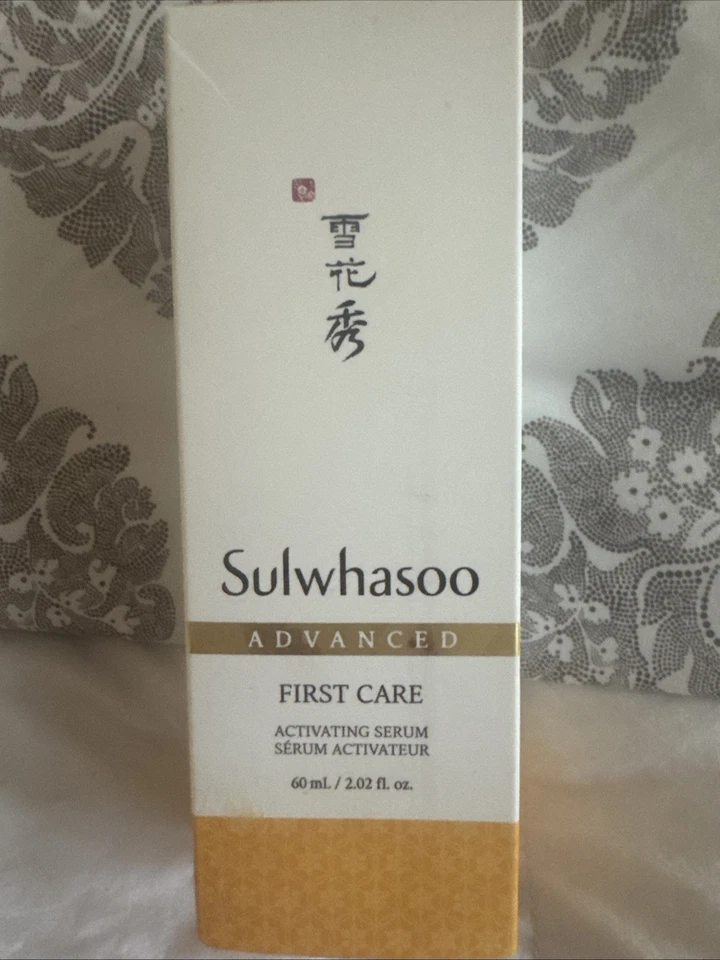 雪
花
秀
Sulwhasoo
ADVANCED
FIRST CARE
ACTIVATING SERUM
SÉRUM ACTIVATEUR
60 mL / 2.02 fl. oz.